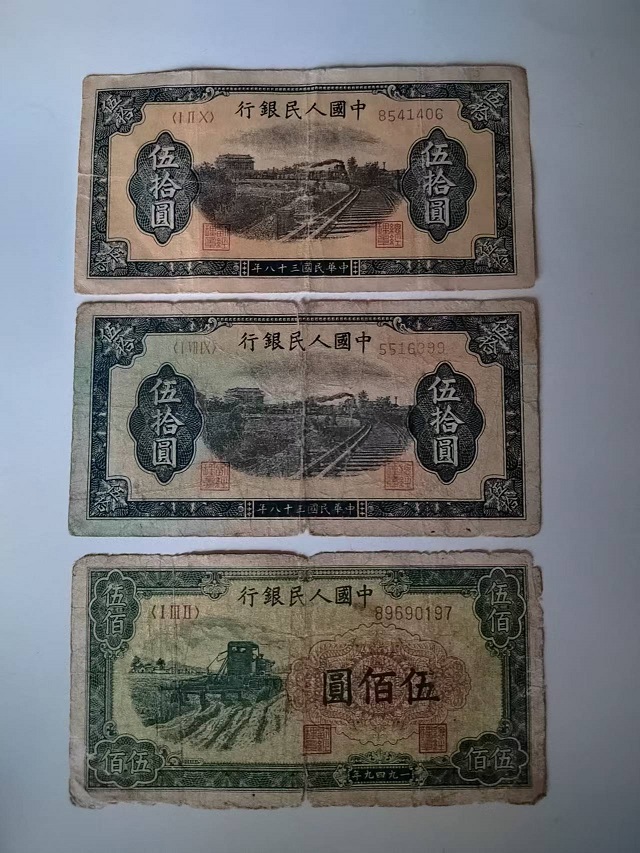 中國人民銀行
〈I II X〉 8541406
伍拾圓
伍拾圓
中華民國三十八年
中國人民銀行
伍拾圓
伍拾圓
中華民國三十八年
中國人民銀行
伍佰
伍佰
〈I III II〉 89690197
伍佰圓
伍佰
伍佰
一九四九年